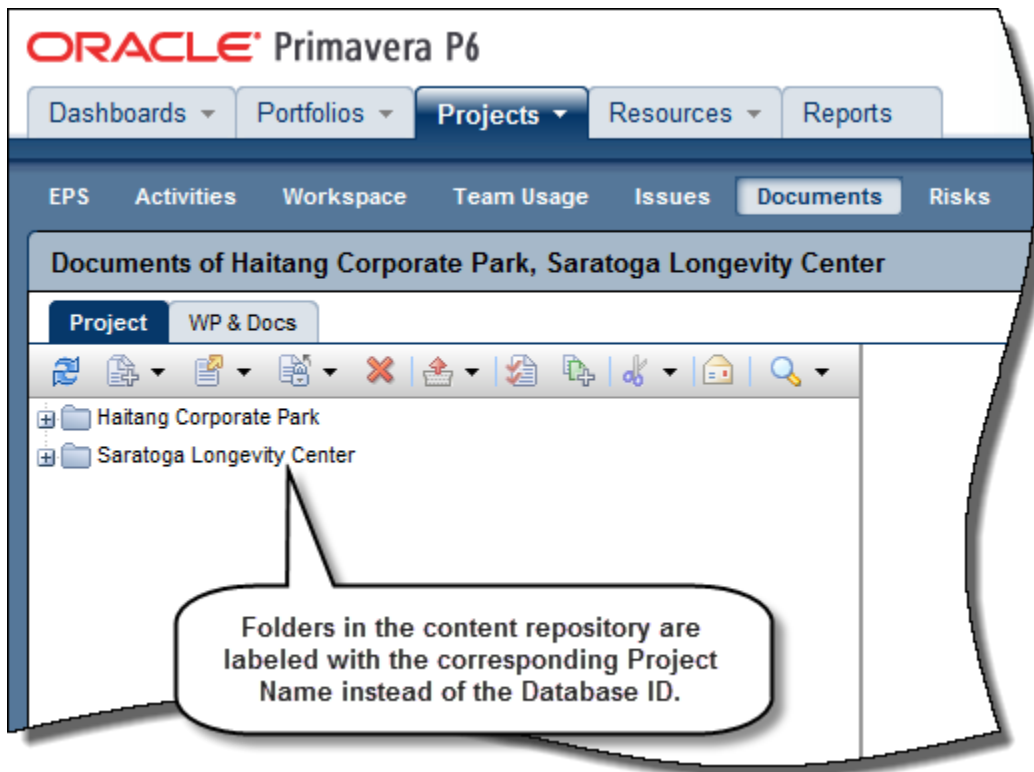 ORACLE Primavera P6
Dashboards Portfolios Projects Resources Reports
EPS Activities Workspace Team Usage Issues Documents Risks
Documents of Haitang Corporate Park, Saratoga Longevity Center
Project WP & Docs
Haitang Corporate Park
Saratoga Longevity Center
Folders in the content repository are
labeled with the corresponding Project
Name instead of the Database ID.